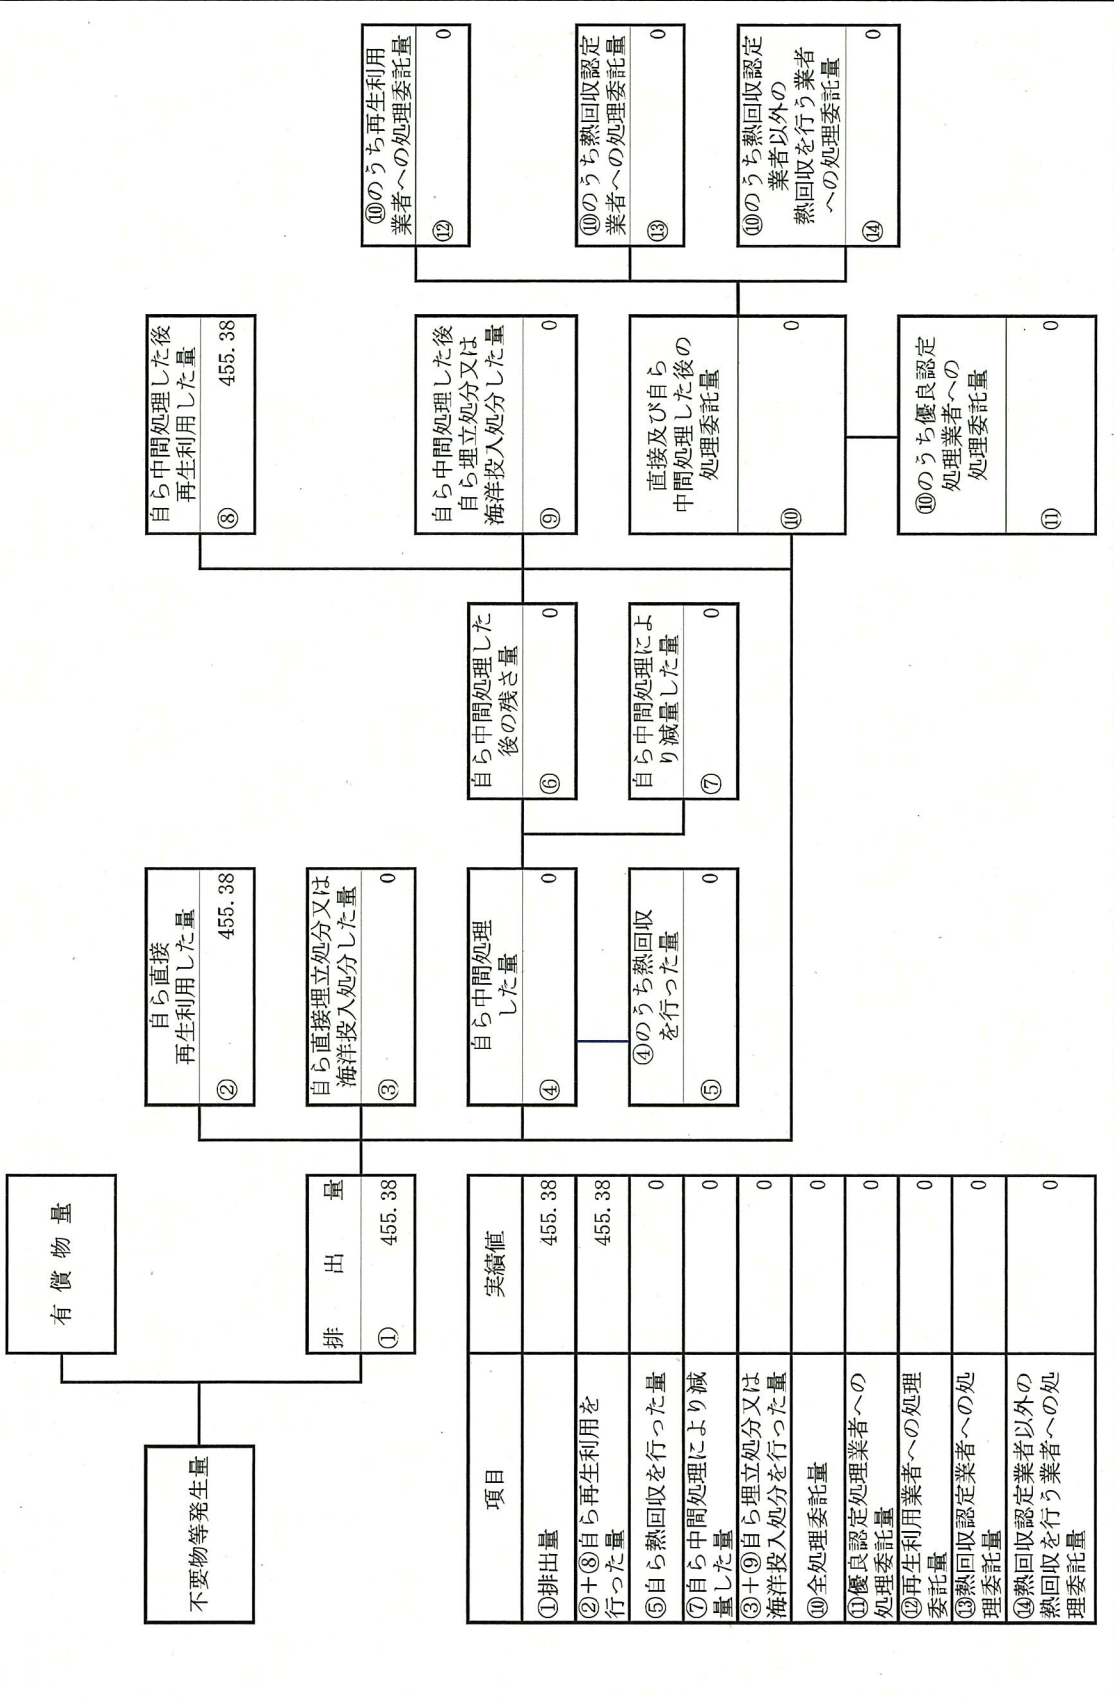 不要物等発生量
有償物量
排出量
① 455.38
自ら直接
再生利用した量
② 455.38
自ら直接埋立処分又は
海洋投入処分した量
③ 0
自ら中間処理
した量
④ 0
④のうち熱回収
を行った量
⑤ 0
自ら中間処理した
後の残さ量
⑥ 0
自ら中間処理によ
り減量した量
⑦ 0
自ら中間処理した後
再生利用した量
⑧ 455.38
自ら中間処理した後
自ら埋立処分又は
海洋投入処分した量
⑨ 0
直接及び自ら
中間処理した後の
処理委託量
⑩ 0
⑩のうち優良認定
処理業者への
処理委託量
⑪ 0
⑩のうち再生利用
業者への処理委託量
⑫ 0
⑩のうち熱回収認定
業者への処理委託量
⑬ 0
⑩のうち熱回収認定
業者以外の
熱回収を行う業者
への処理委託量
⑭ 0
項目 実績値
①排出量 455.38
②+⑧自ら再生利用を
行った量 455.38
⑤自ら熱回収を行った量 0
⑦自ら中間処理により減
量した量 0
③+⑨自ら埋立処分又は
海洋投入処分を行った量 0
⑩全処理委託量 0
⑪優良認定処理業者への
処理委託量 0
⑫再生利用業者への処理
委託量 0
⑬熱回収認定業者への処
理委託量 0
⑭熱回収認定業者以外の
熱回収を行う業者への処
理委託量 0